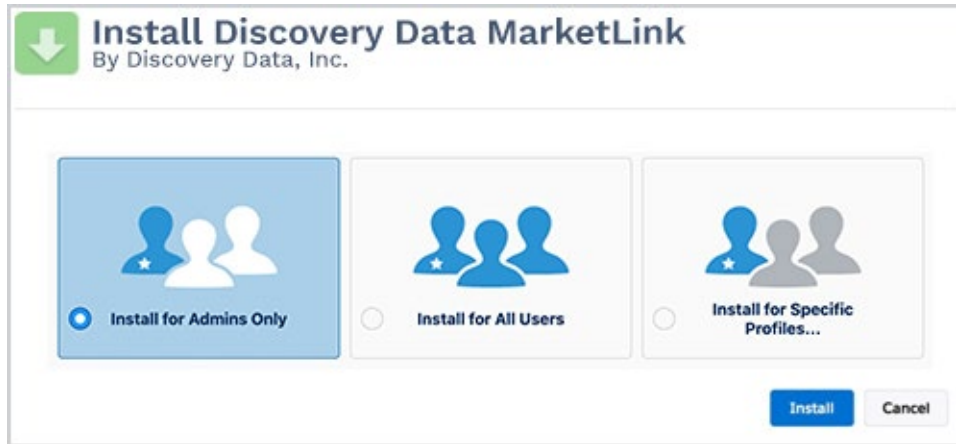 Install Discovery Data MarketLink
By Discovery Data, Inc.
Install for Admins Only
Install for All Users
Install for Specific
Profiles...
Install
Cancel